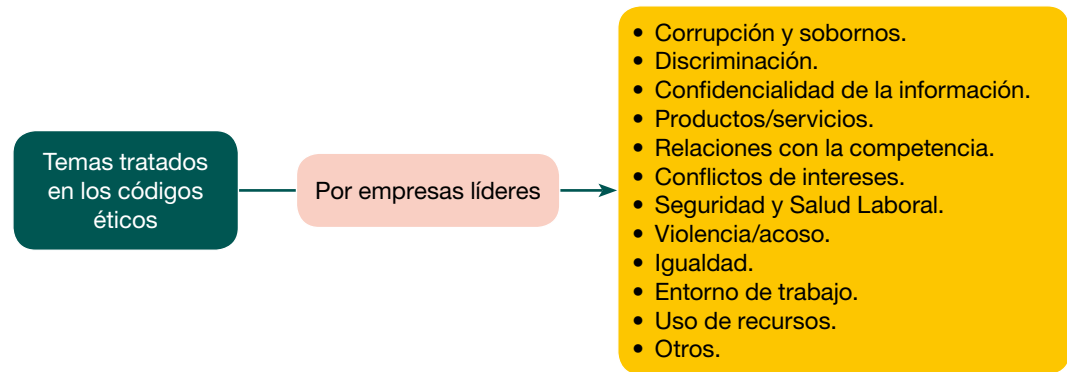 Temas tratados
en los códigos
éticos
Por empresas líderes
• Corrupción y sobornos.
• Discriminación.
• Confidencialidad de la información.
• Productos/servicios.
• Relaciones con la competencia.
• Conflictos de intereses.
• Seguridad y Salud Laboral.
• Violencia/acoso.
• Igualdad.
• Entorno de trabajo.
• Uso de recursos.
• Otros.